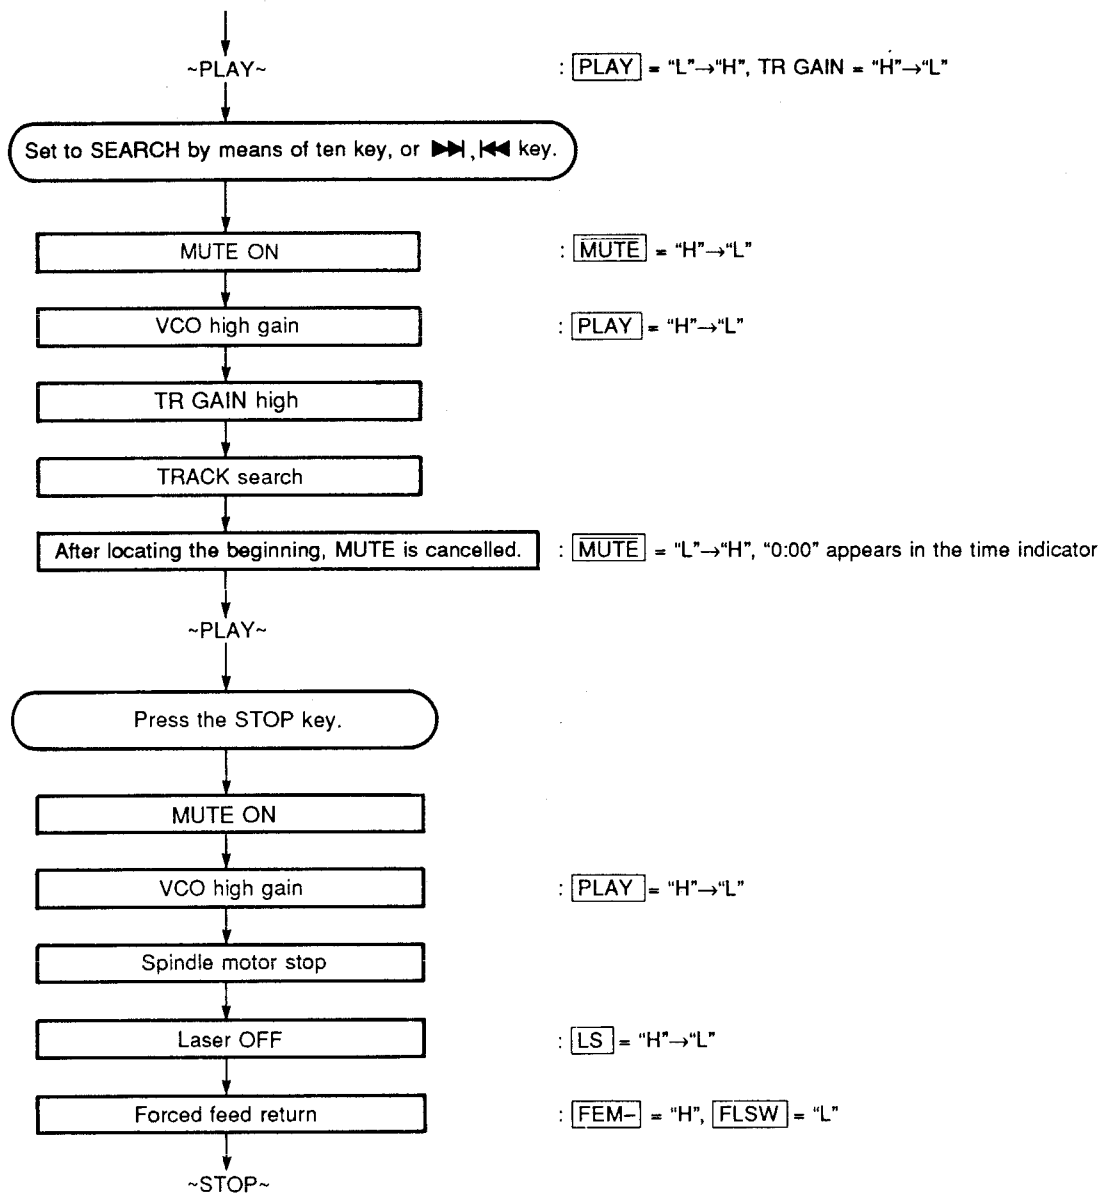 ~PLAY~ : PLAY = “L”→“H”, TR GAIN = “H”→“L”
Set to SEARCH by means of ten key, or ▶▶|, |◀◀ key.
MUTE ON : M̅U̅T̅E̅ = “H”→“L”
VCO high gain : PLAY = “H”→“L”
TR GAIN high
TRACK search
After locating the beginning, MUTE is cancelled. : M̅U̅T̅E̅ = “L”→“H”, “0:00” appears in the time indicator
~PLAY~
Press the STOP key.
MUTE ON
VCO high gain : PLAY = “H”→“L”
Spindle motor stop
Laser OFF : LS = “H”→“L”
Forced feed return : FEM– = “H”, FLSW = “L”
~STOP~